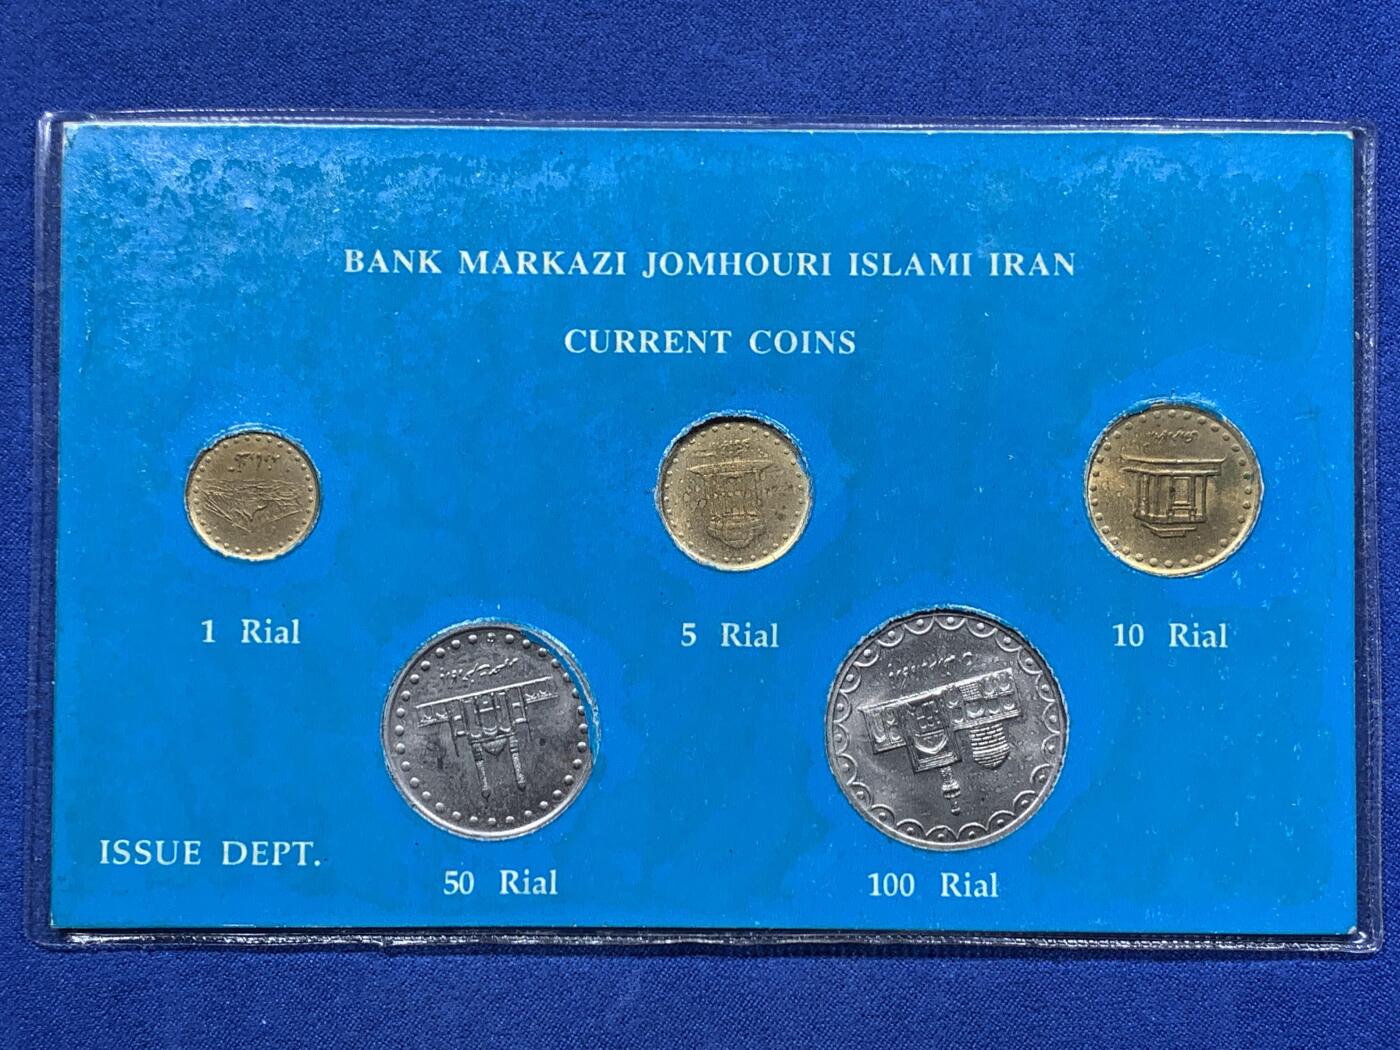 BANK MARKAZI JOMHOURI ISLAMI IRAN
CURRENT COINS
1 Rial
5 Rial
10 Rial
50 Rial
100 Rial
ISSUE DEPT.